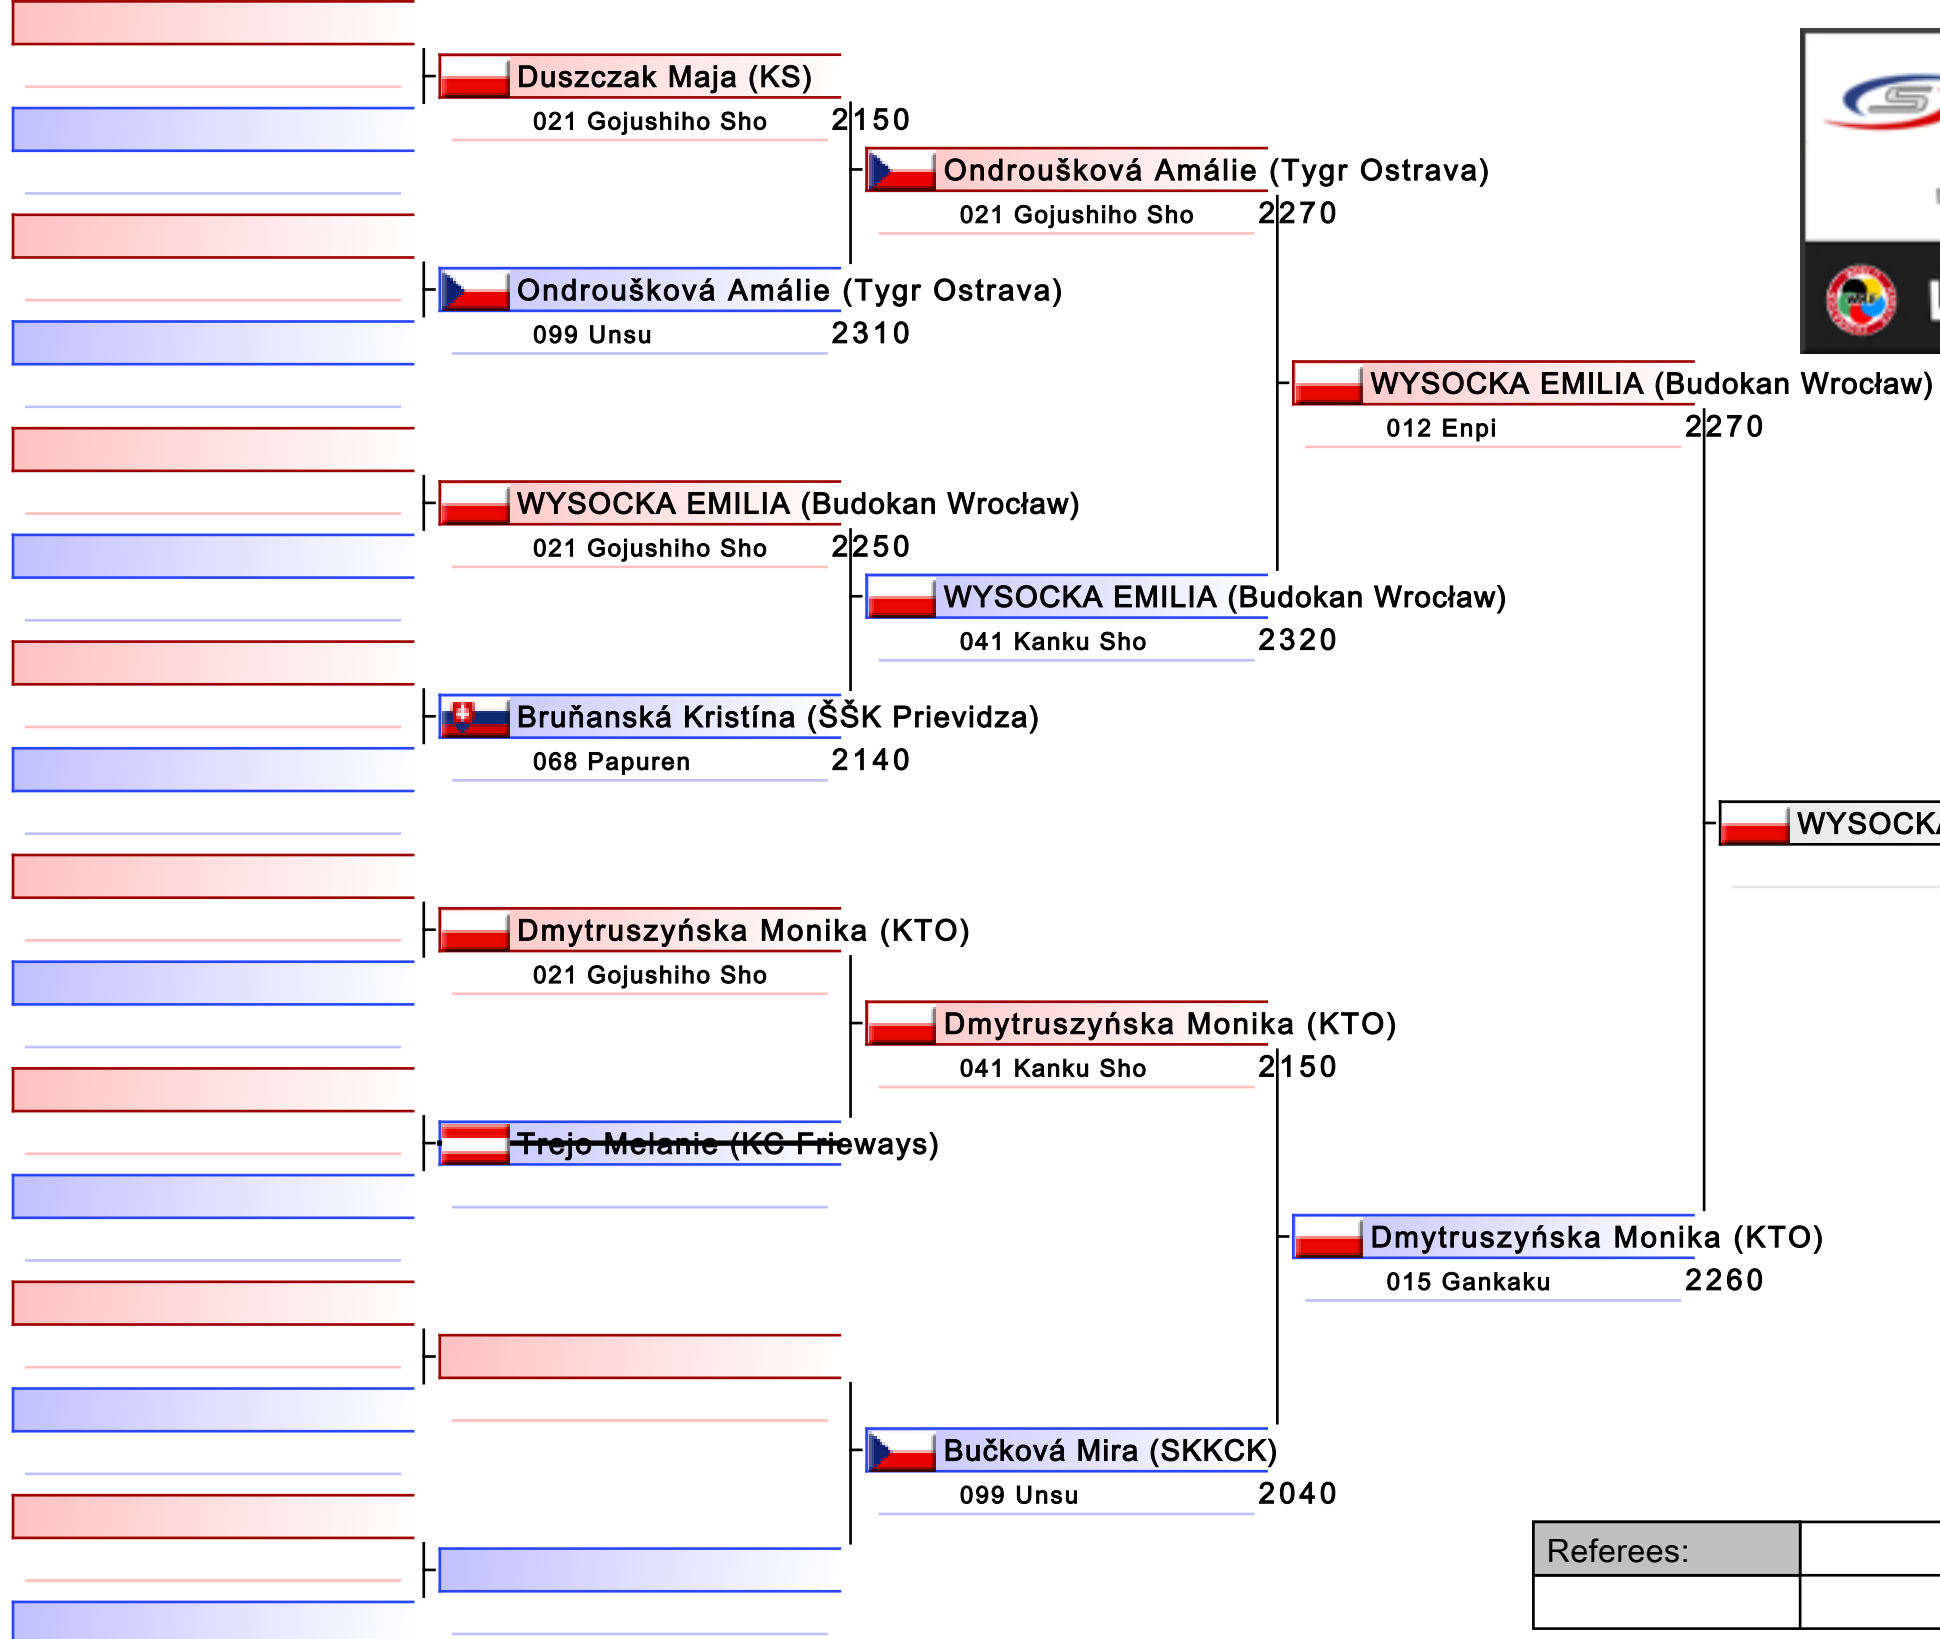 Duszczak Maja (KS)
021 Gojushiho Sho 2150
Ondroušková Amálie (Tygr Ostrava)
021 Gojushiho Sho 2270
Ondroušková Amálie (Tygr Ostrava)
099 Unsu 2310
WYSOCKA EMILIA (Budokan Wrocław)
012 Enpi 2270
WYSOCKA EMILIA (Budokan Wrocław)
021 Gojushiho Sho 2250
WYSOCKA EMILIA (Budokan Wrocław)
041 Kanku Sho 2320
Bruňanská Kristína (ŠŠK Prievidza)
068 Papuren 2140
WYSOCKA
Dmytruszyńska Monika (KTO)
021 Gojushiho Sho
Dmytruszyńska Monika (KTO)
041 Kanku Sho 2150
Trejo Melanie (KC Frieways)
Dmytruszyńska Monika (KTO)
015 Gankaku 2260
Bučková Mira (SKKCK)
099 Unsu 2040
Referees: